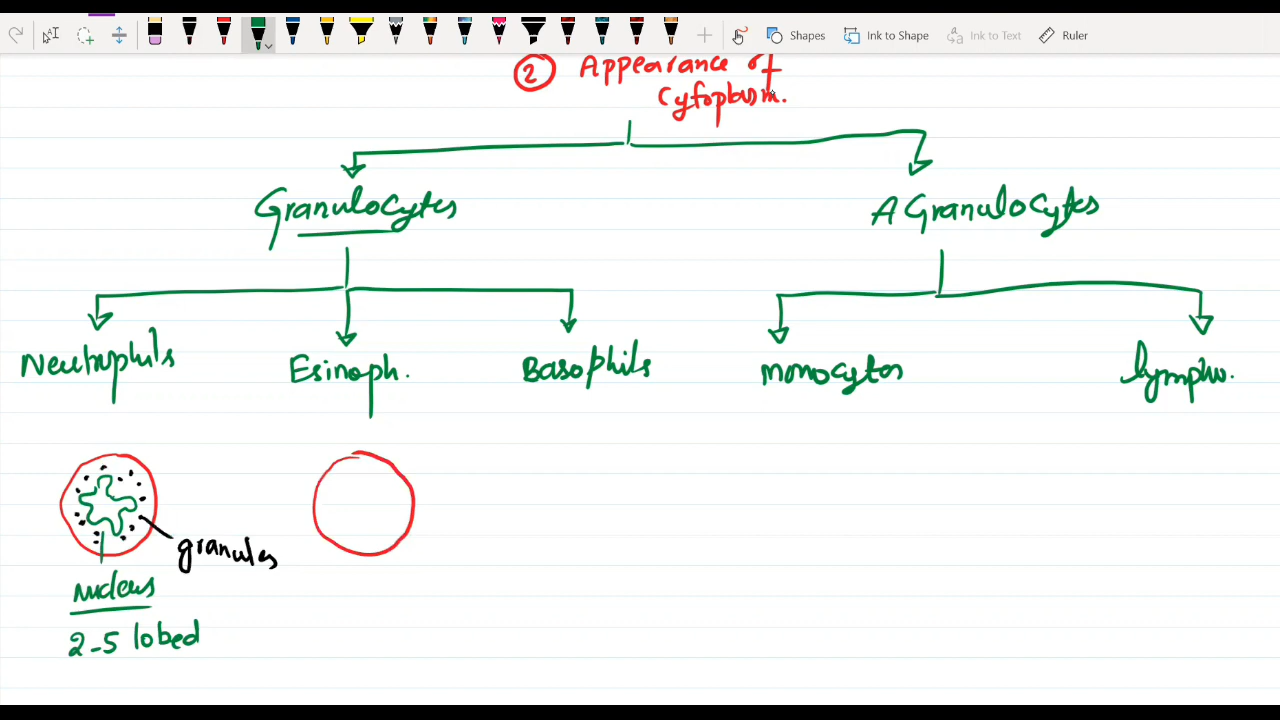 Shapes
Ink to Shape
Ink to Text
Ruler
② Appearance of
Cytoplasm.
Granulocytes
AGranulocytes
Neutrophils
Esinoph.
Basophils
monocytes
lympho.
granules
nucleus
2-5 lobed